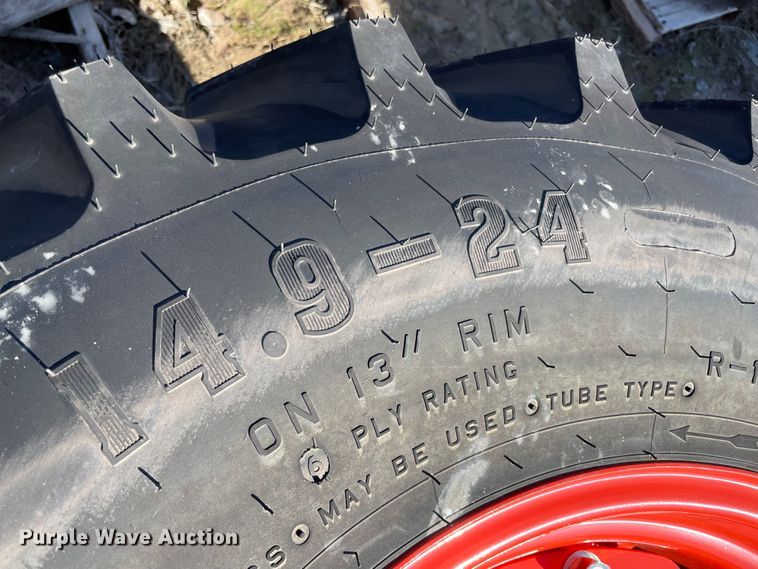 14.9-24
ON 13" RIM
6 PLY RATING
MAY BE USED • TUBE TYPE •
Purple Wave Auction